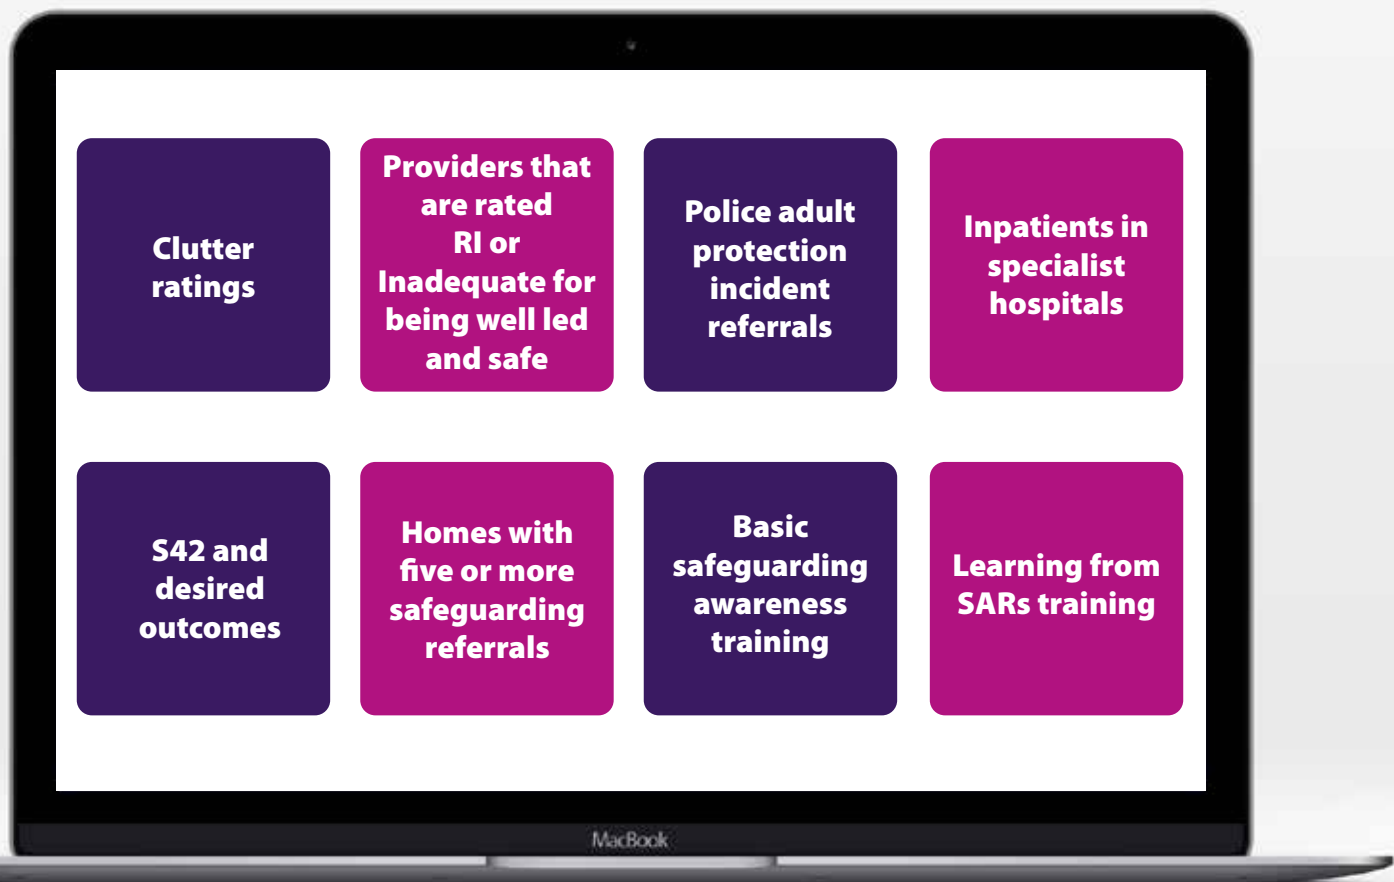 Clutter
ratings
Providers that
are rated
RI or
Inadequate for
being well led
and safe
Police adult
protection
incident
referrals
Inpatients in
specialist
hospitals
S42 and
desired
outcomes
Homes with
five or more
safeguarding
referrals
Basic
safeguarding
awareness
training
Learning from
SARs training
MacBook